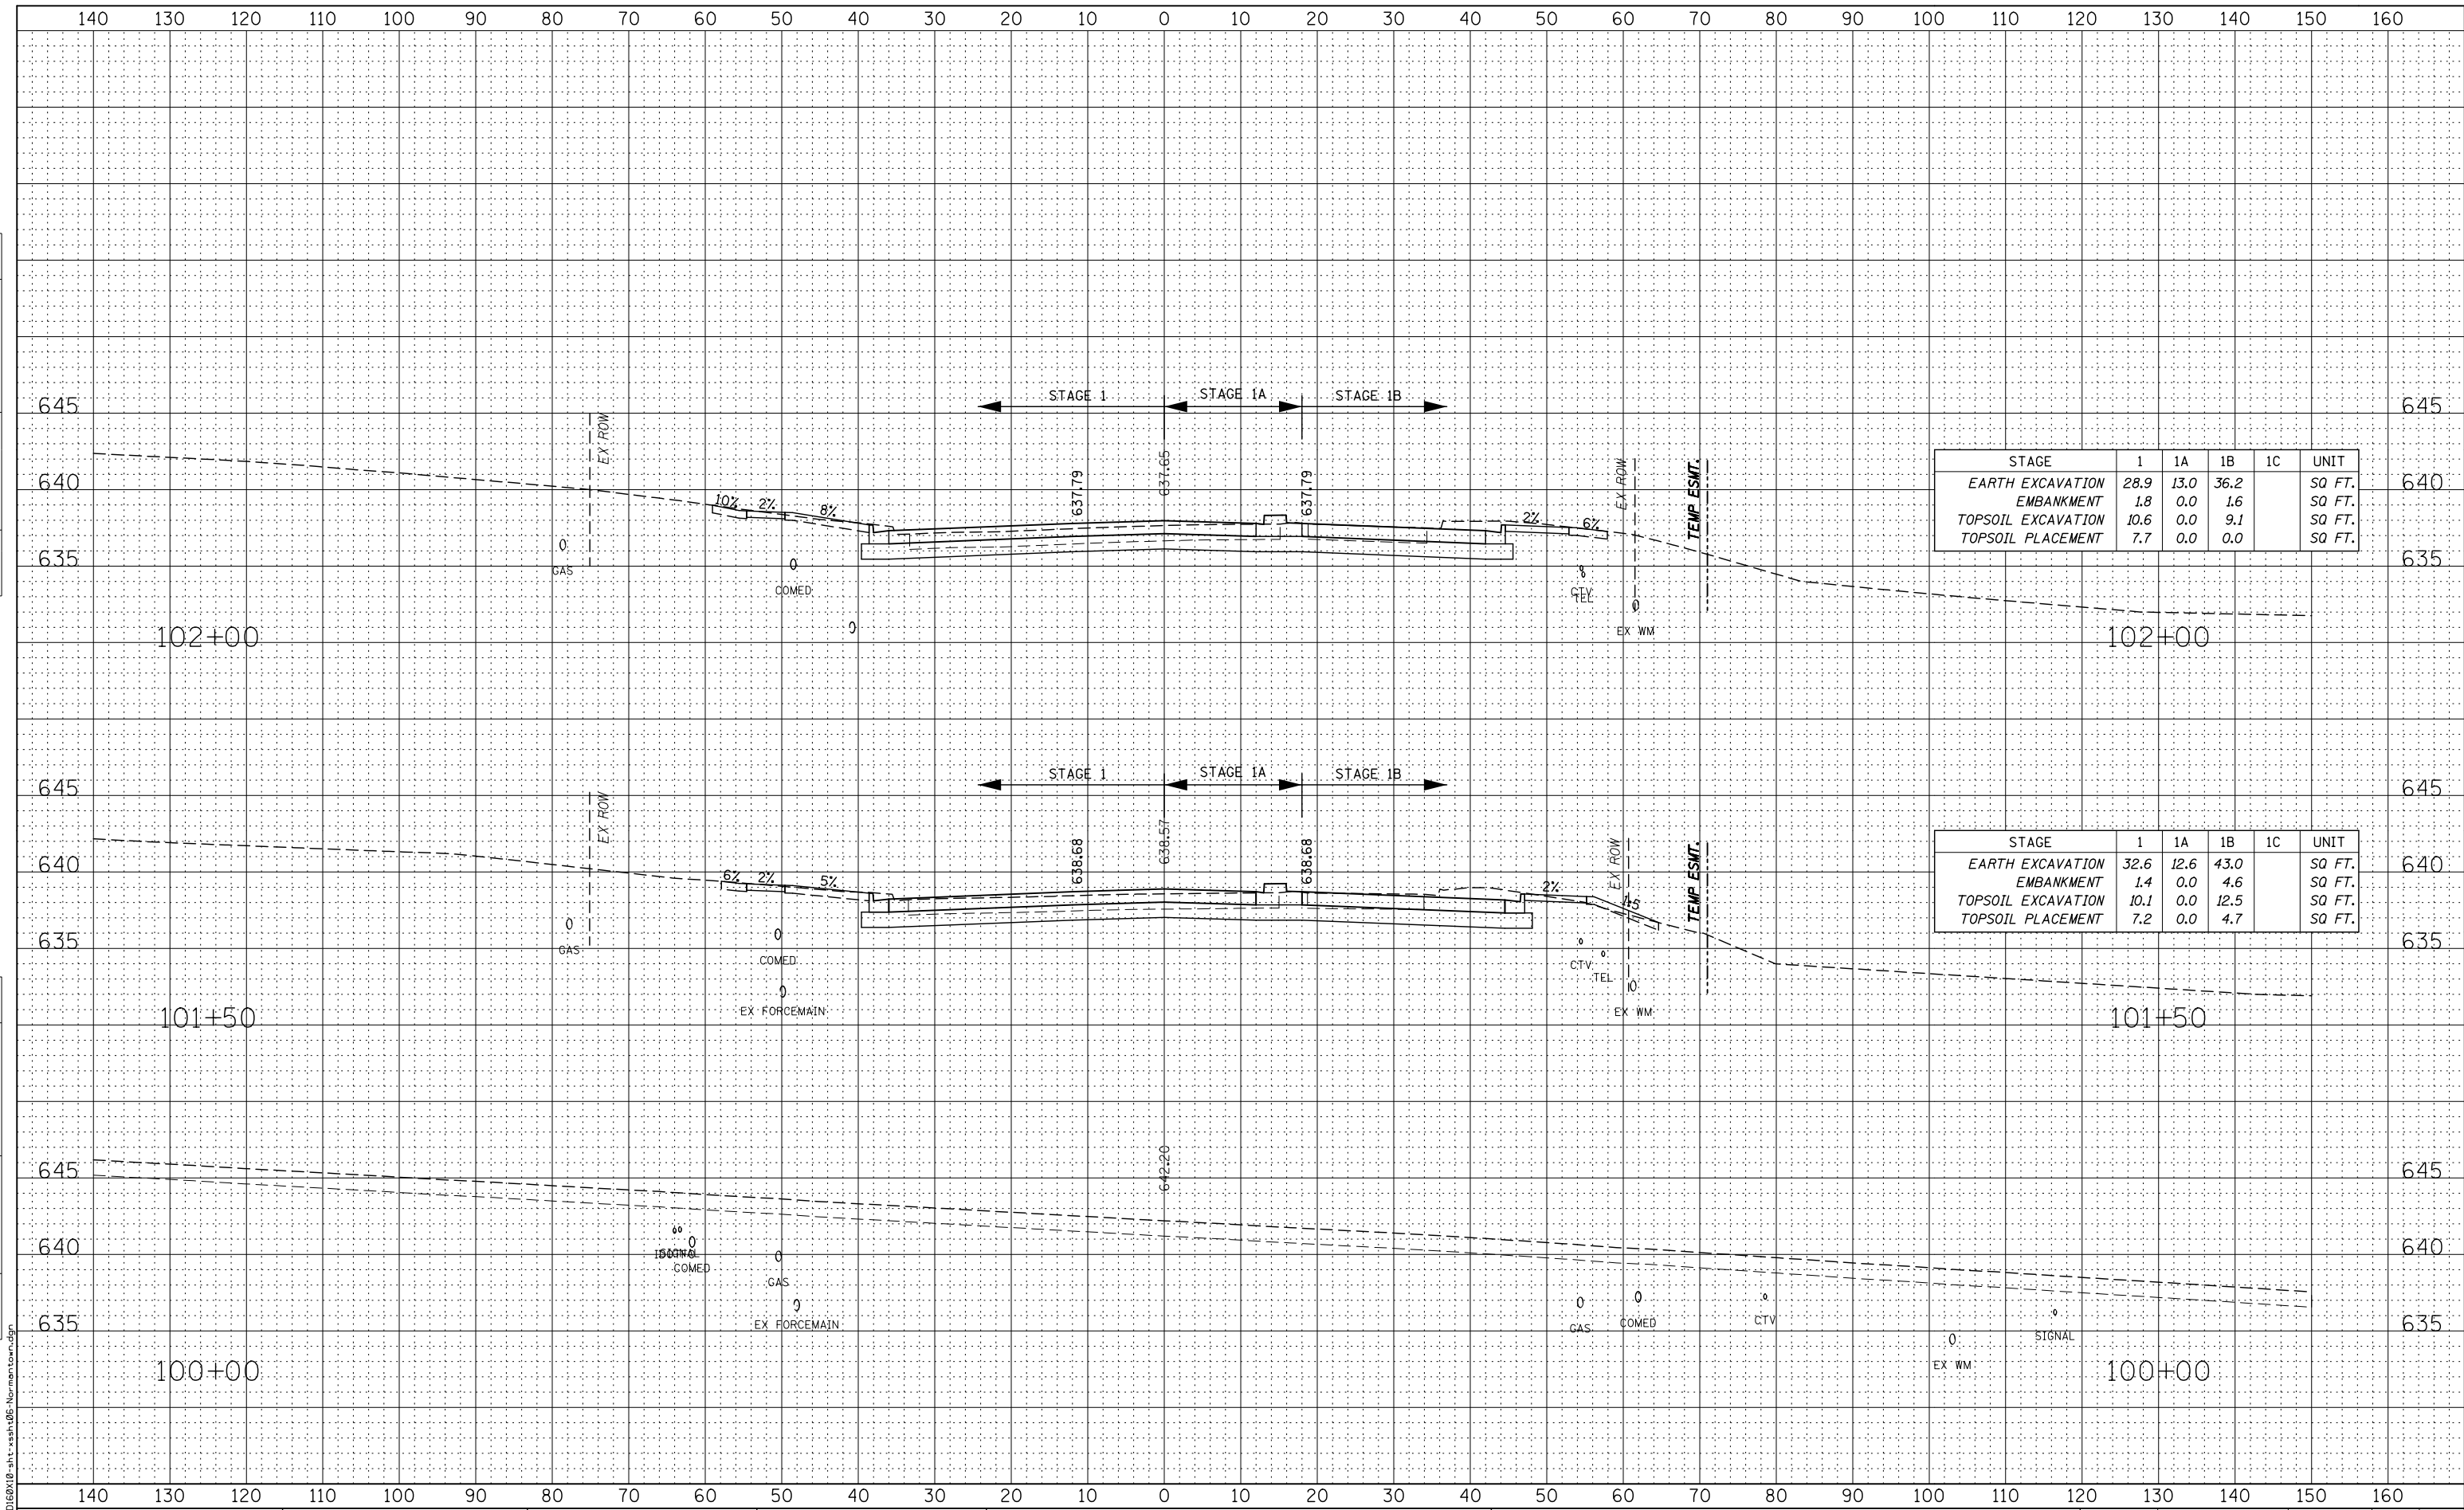 140 130 120 110 100 90 80 70 60 50 40 30 20 10 0 10 20 30 40 50 60 70 80 90 100 110 120 130 140 150 160
STAGE 1 STAGE 1A STAGE 1B
645 645
EX ROW
637.79
637.65
637.79
EX ROW
TEMP ESMT.
640 640
10% 2% 8% 2% 6%
635 635
GAS
COMED
CTV
TEL
EX WM
102+00 102+00
STAGE 1 1A 1B 1C UNIT
EARTH EXCAVATION 28.9 13.0 36.2 SQ FT.
EMBANKMENT 1.8 0.0 1.6 SQ FT.
TOPSOIL EXCAVATION 10.6 0.0 9.1 SQ FT.
TOPSOIL PLACEMENT 7.7 0.0 0.0 SQ FT.
STAGE 1 STAGE 1A STAGE 1B
645 645
EX ROW
638.68
638.57
638.68
EX ROW
TEMP ESMT.
640 640
6% 2% 5% 2%
635 635
GAS
COMED
EX FORCEMAIN
CTV
TEL
EX WM
101+50 101+50
STAGE 1 1A 1B 1C UNIT
EARTH EXCAVATION 32.6 12.6 43.0 SQ FT.
EMBANKMENT 1.4 0.0 4.6 SQ FT.
TOPSOIL EXCAVATION 10.1 0.0 12.5 SQ FT.
TOPSOIL PLACEMENT 7.2 0.0 4.7 SQ FT.
642.20
645 645
640 640
SIGNAL
COMED
GAS
EX FORCEMAIN
635 635
GAS
COMED
CTV
EX WM
SIGNAL
100+00 100+00
D160X10-sht-xssht06-Normantown.dgn
140 130 120 110 100 90 80 70 60 50 40 30 20 10 0 10 20 30 40 50 60 70 80 90 100 110 120 130 140 150 160